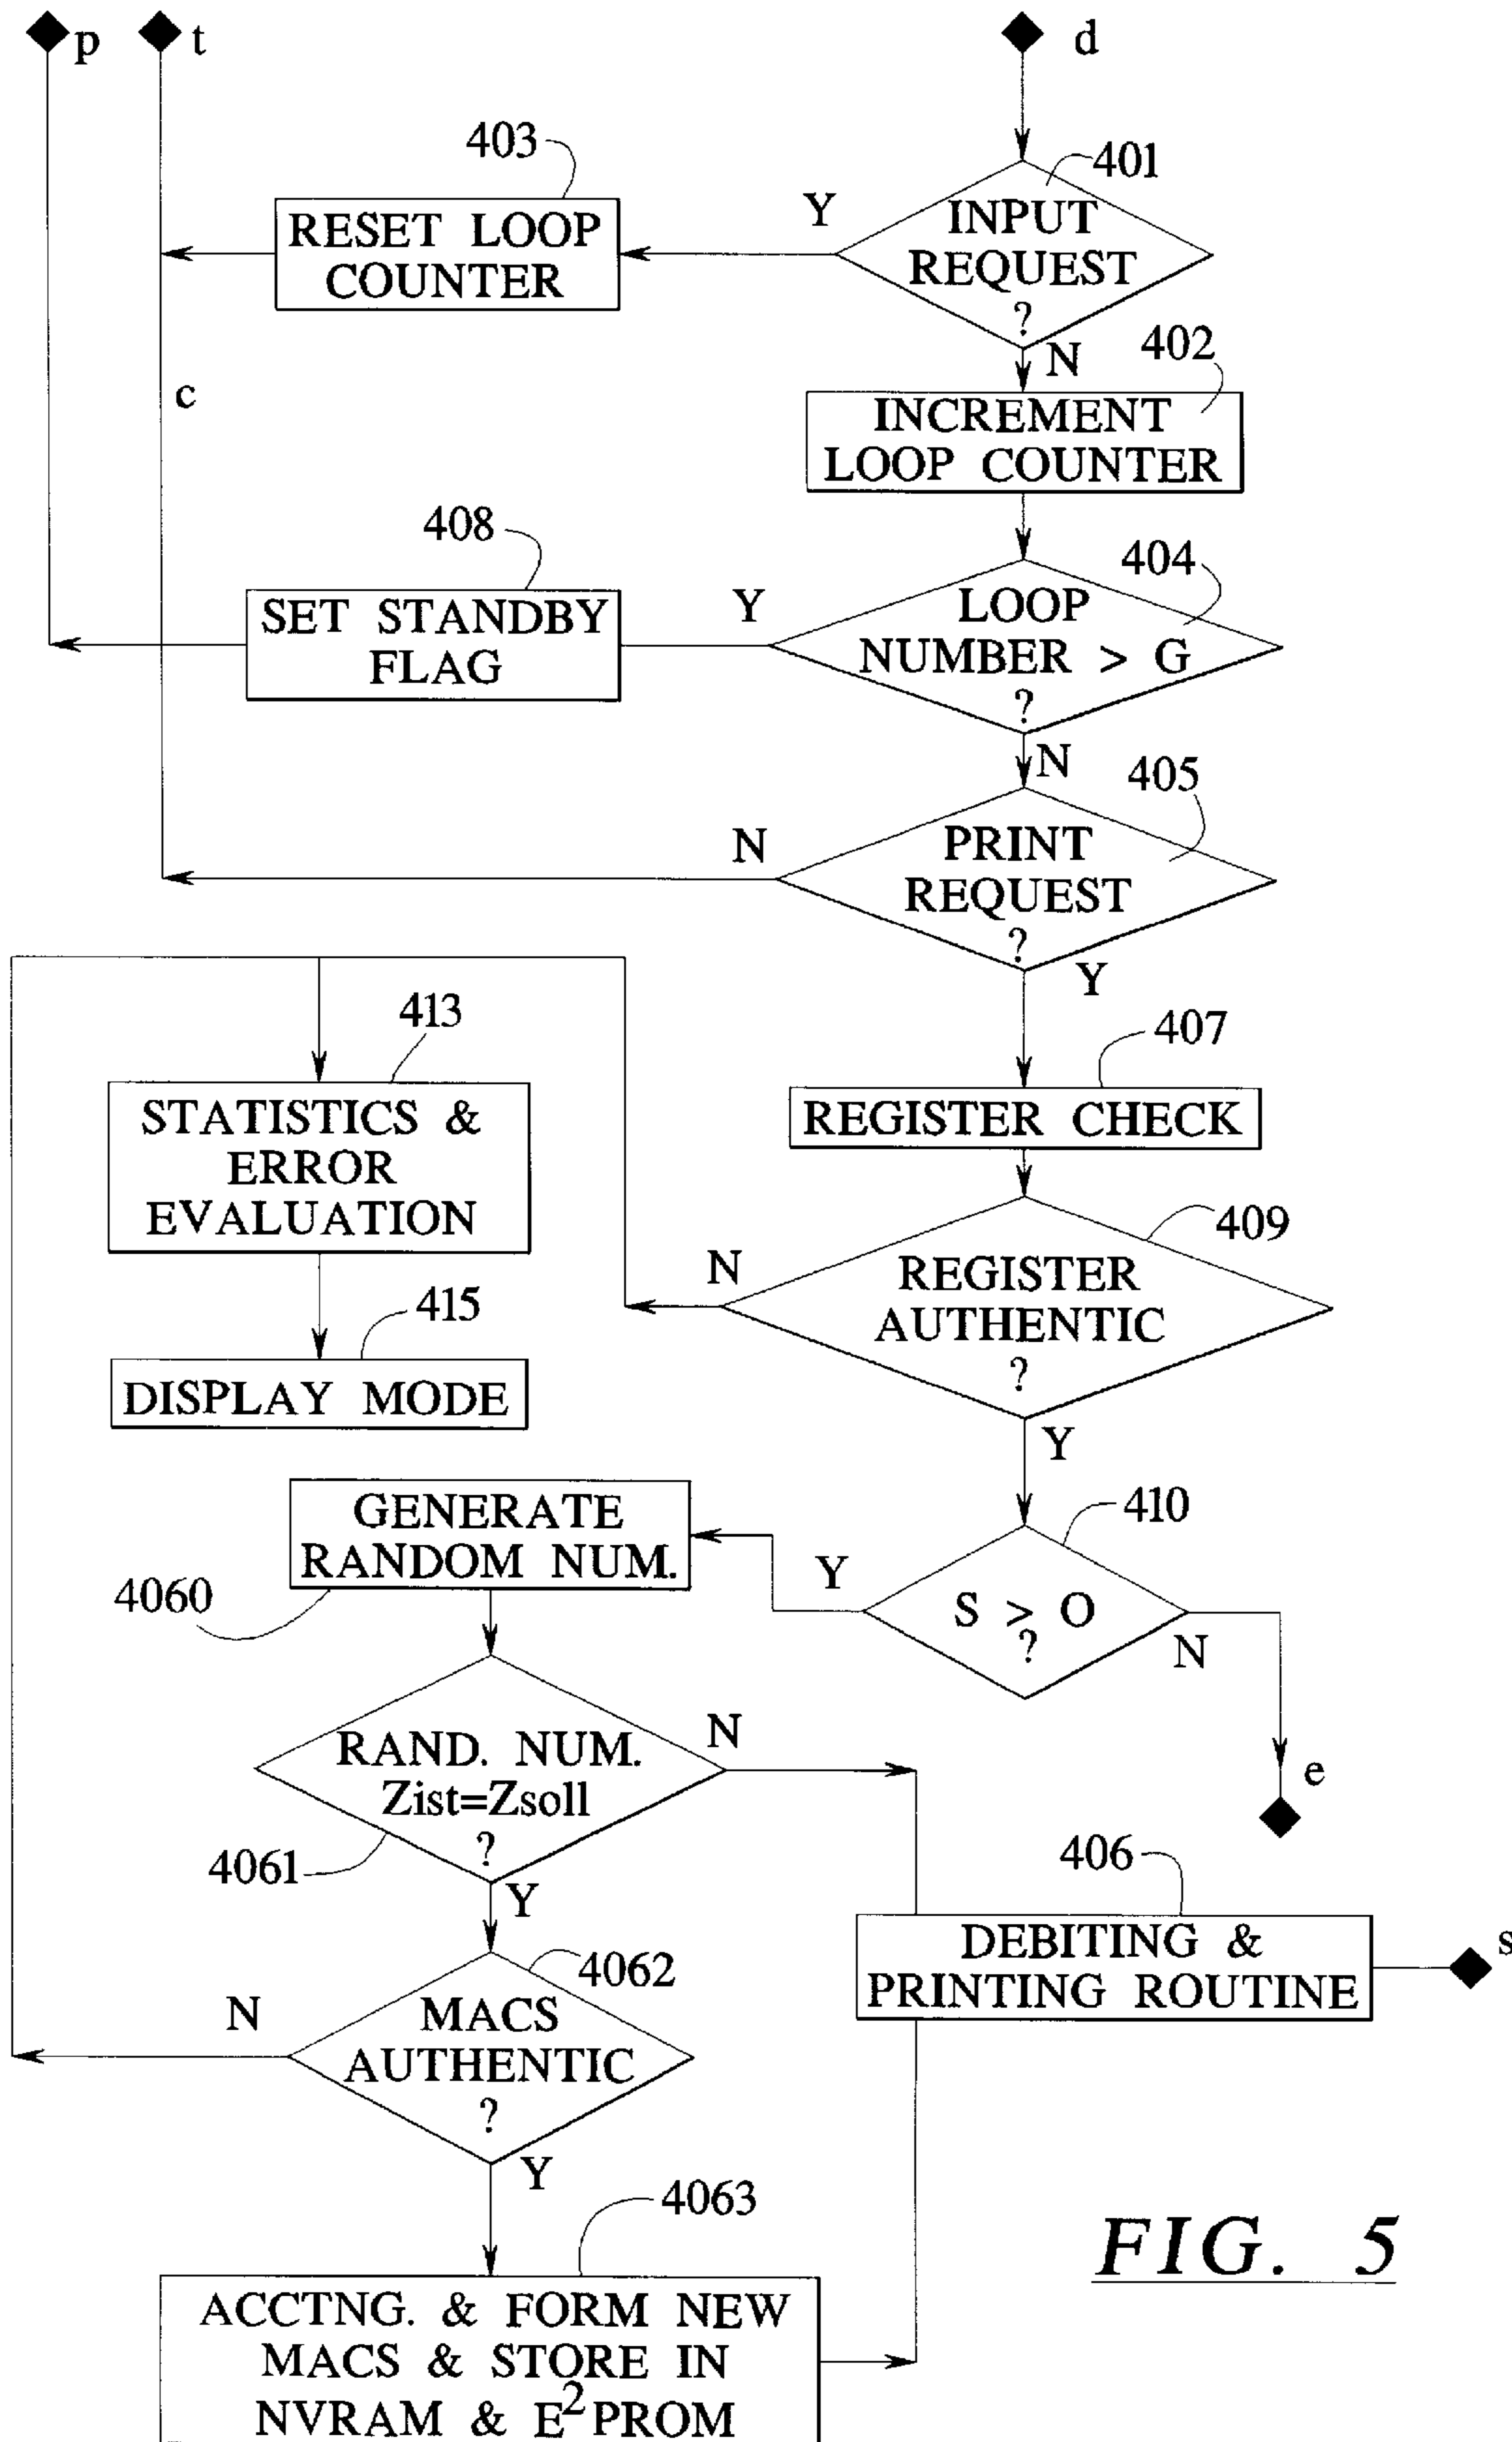 p
t
d
403
401
Y
RESET LOOP
COUNTER
INPUT
REQUEST
?
N
402
c
INCREMENT
LOOP COUNTER
408
404
Y
SET STANDBY
FLAG
LOOP
NUMBER > G
?
N
405
N
PRINT
REQUEST
?
Y
413
407
STATISTICS &
ERROR
EVALUATION
REGISTER CHECK
409
N
REGISTER
AUTHENTIC
?
415
DISPLAY MODE
Y
410
GENERATE
RANDOM NUM.
4060
Y
S > O
?
N
e
RAND. NUM.
Zist=Zsoll
?
N
4061
Y
406
DEBITING &
PRINTING ROUTINE
s
4062
N
MACS
AUTHENTIC
?
Y
4063
ACCTNG. & FORM NEW
MACS & STORE IN
NVRAM & E²PROM
FIG. 5